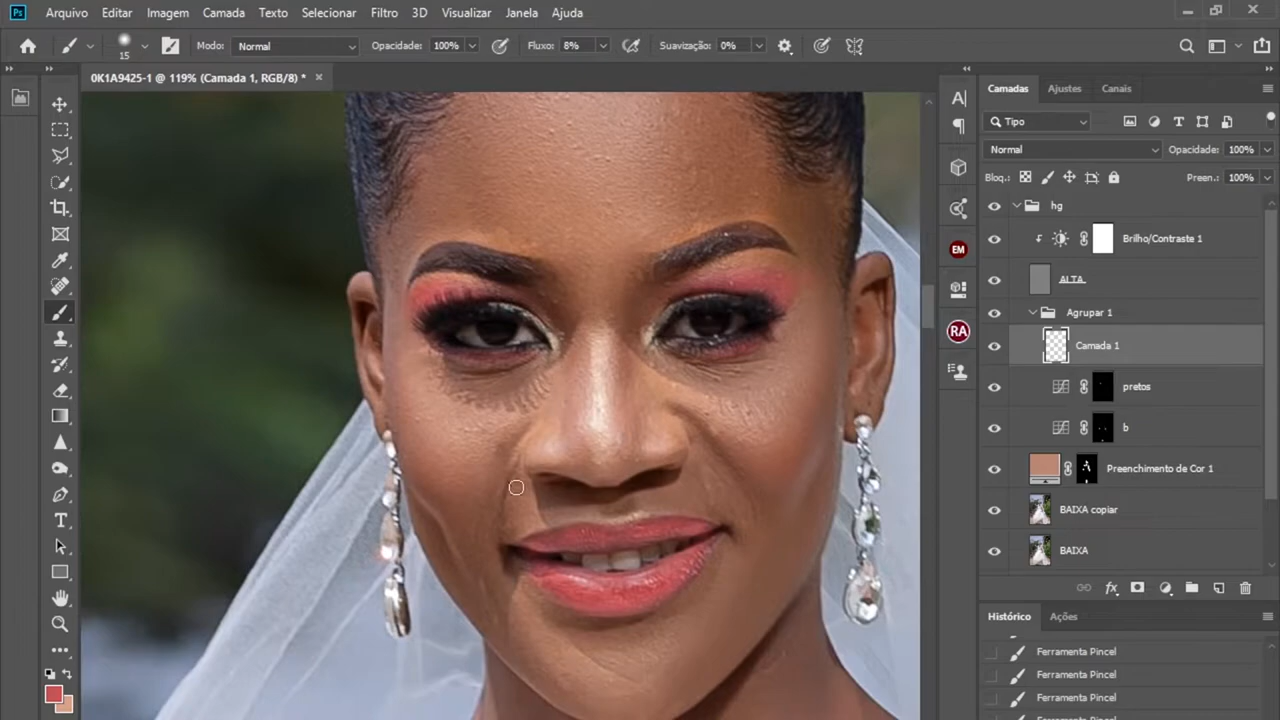 Ps Arquivo Editar Imagem Camada Texto Selecionar Filtro 3D Visualizar Janela Ajuda
15 Modo: Normal Opacidade: 100% Fluxo: 8% Suavização: 0%
0K1A9425-1 @ 119% (Camada 1, RGB/8) *
Camadas Ajustes Canais
Tipo
Normal Opacidade: 100%
Bloq.: Preen.: 100%
hg
Brilho/Contraste 1
ALTA
Agrupar 1
Camada 1
pretos
b
Preenchimento de Cor 1
BAIXA copiar
BAIXA
fx
Histórico Ações
Ferramenta Pincel
Ferramenta Pincel
Ferramenta Pincel
EM
RA